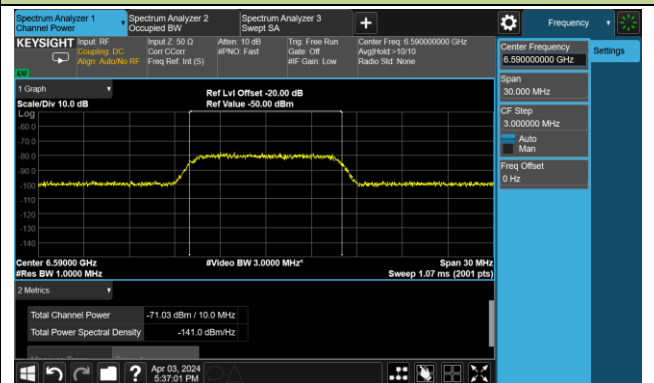 Spectrum Analyzer 1
Channel Power
Spectrum Analyzer 2
Occupied BW
Spectrum Analyzer 3
Swept SA
Frequency
KEYSIGHT
Input: RF
Coupling: DC
Align: Auto/No RF
Input Z: 50 Ω
Corr CCorr
Freq Ref: Int (S)
Atten: 10 dB
#PNO: Fast
Trig: Free Run
Gate: Off
#IF Gain: Low
Center Freq: 6.590000000 GHz
Avg|Hold:>10/10
Radio Std: None
Center Frequency
6.590000000 GHz
Settings
Span
30.000 MHz
CF Step
3.000000 MHz
Auto
Man
Freq Offset
0 Hz
1 Graph
Scale/Div 10.0 dB
Ref Lvl Offset -20.00 dB
Ref Value -50.00 dBm
Log
-60.0
-70.0
-80.0
-90.0
-100
-110
-120
-130
-140
Center 6.59000 GHz
#Res BW 1.0000 MHz
#Video BW 3.0000 MHz*
Span 30 MHz
Sweep 1.07 ms (2001 pts)
2 Metrics
Total Channel Power -71.03 dBm / 10.0 MHz
Total Power Spectral Density -141.0 dBm/Hz
Apr 03, 2024
5:37:01 PM